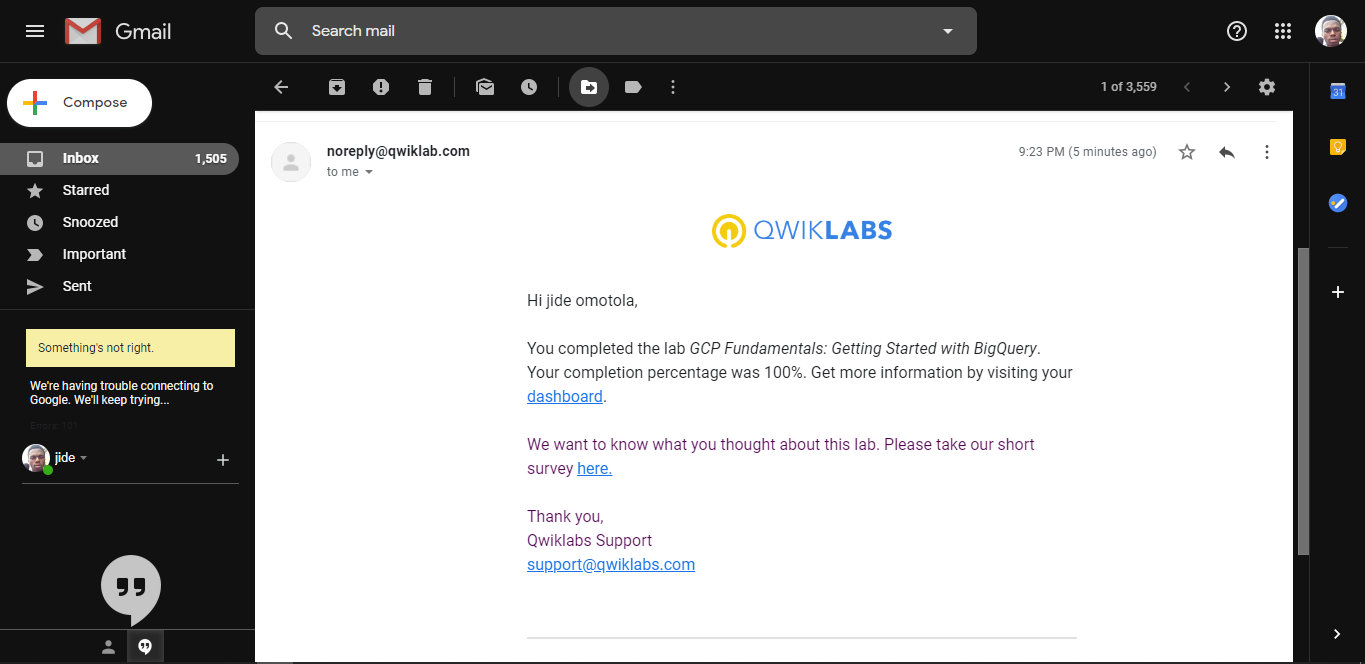 Gmail
Search mail
Compose
1 of 3,559
31
Inbox 1,505
Starred
Snoozed
Important
Sent
Something's not right.
We're having trouble connecting to
Google. We'll keep trying...
Errors: 101
jide
noreply@qwiklab.com
9:23 PM (5 minutes ago)
to me
QWIKLABS
Hi jide omotola,
You completed the lab GCP Fundamentals: Getting Started with BigQuery.
Your completion percentage was 100%. Get more information by visiting your
dashboard.
We want to know what you thought about this lab. Please take our short
survey here.
Thank you,
Qwiklabs Support
support@qwiklabs.com